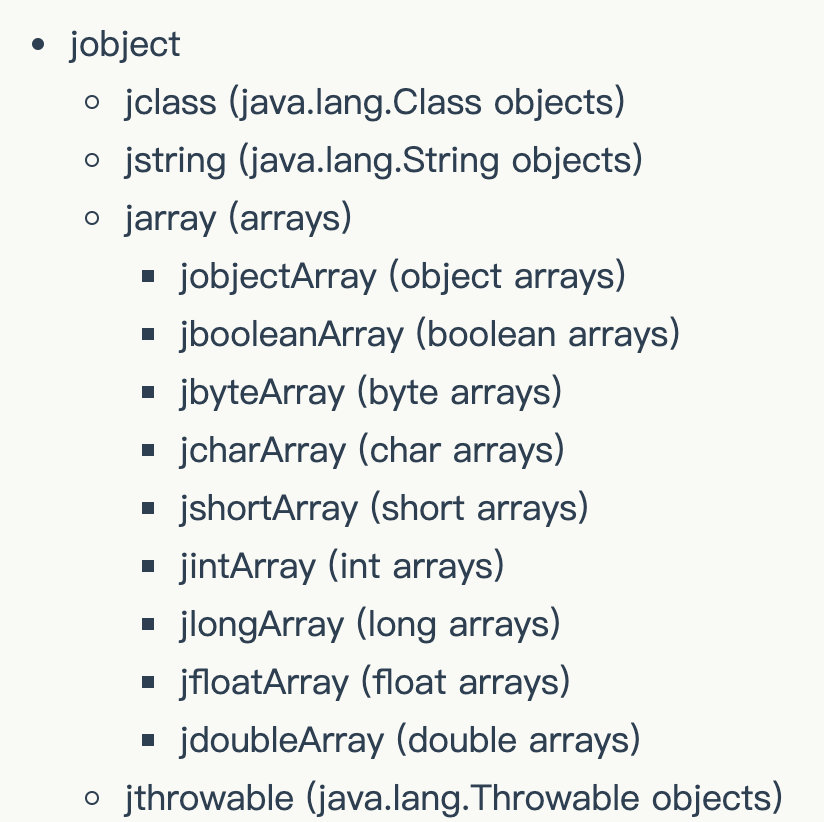 jobject
jclass (java.lang.Class objects)
jstring (java.lang.String objects)
jarray (arrays)
jobjectArray (object arrays)
jbooleanArray (boolean arrays)
jbyteArray (byte arrays)
jcharArray (char arrays)
jshortArray (short arrays)
jintArray (int arrays)
jlongArray (long arrays)
jfloatArray (float arrays)
jdoubleArray (double arrays)
jthrowable (java.lang.Throwable objects)